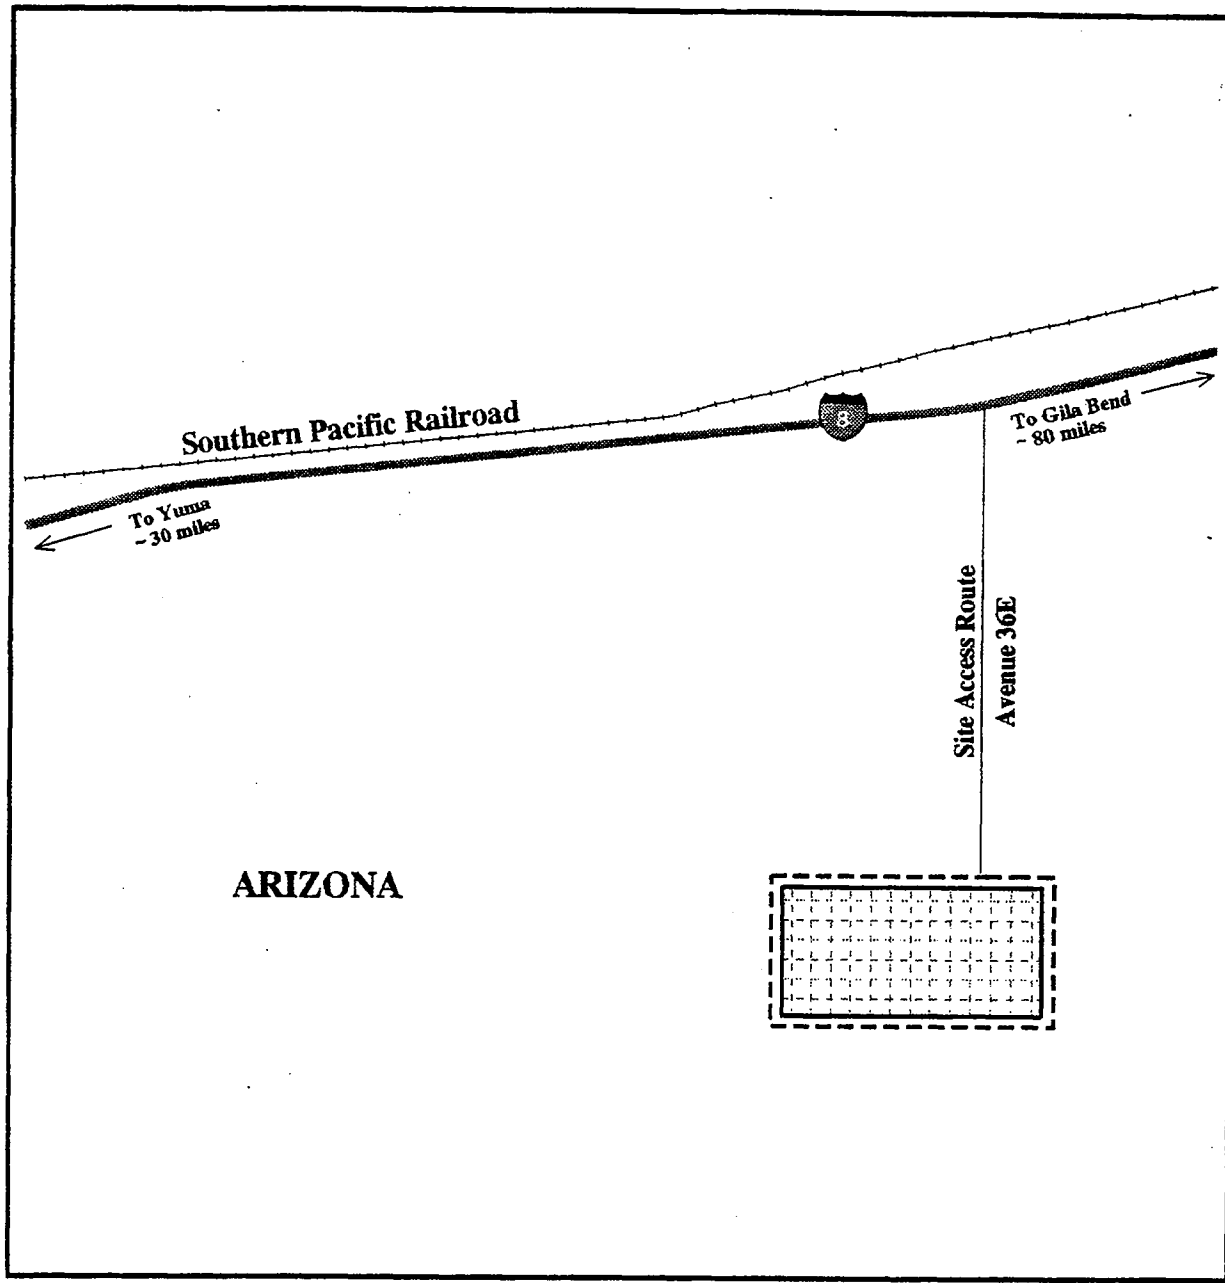 Southern Pacific Railroad
8
To Gila Bend
~ 80 miles
To Yuma
~ 30 miles
Site Access Route
Avenue 36E
ARIZONA